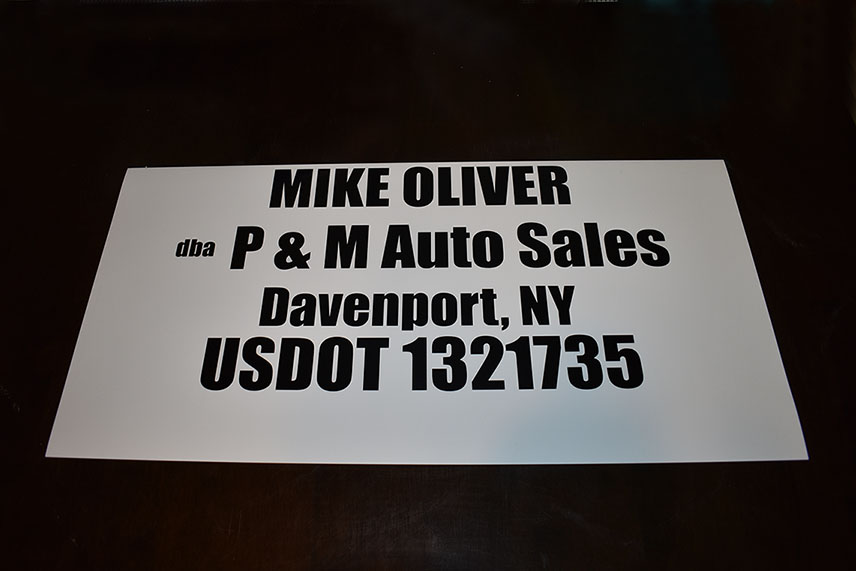 MIKE OLIVER
dba P & M Auto Sales
Davenport, NY
USDOT 1321735